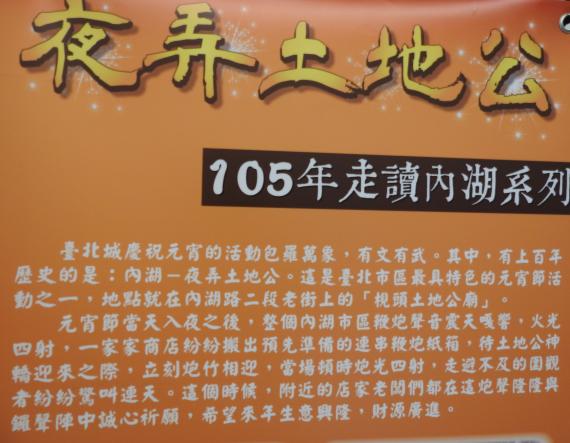 夜弄土地公
105年走讀內湖系列
臺北城慶祝元宵的活動包羅萬象，有文有武。其中，有上百年
歷史的是：內湖－夜弄土地公。這是臺北市區最具特色的元宵節活
動之一，地點就在內湖路二段老街上的「梘頭土地公廟」。
元宵節當天入夜之後，整個內湖市區鞭炮聲音震天嘎響，火光
四射，一家家商店紛紛搬出預先準備的連串鞭炮紙箱，待土地公神
輪迎來之際，立刻炮竹相迎，當場頓時炮光四射，走避不及的圍觀
者紛紛驚叫連天。這個時候，附近的店家老闆們都在這炮聲隆隆與
鑼聲陣中誠心祈願，希望來年生意興隆，財源廣進。